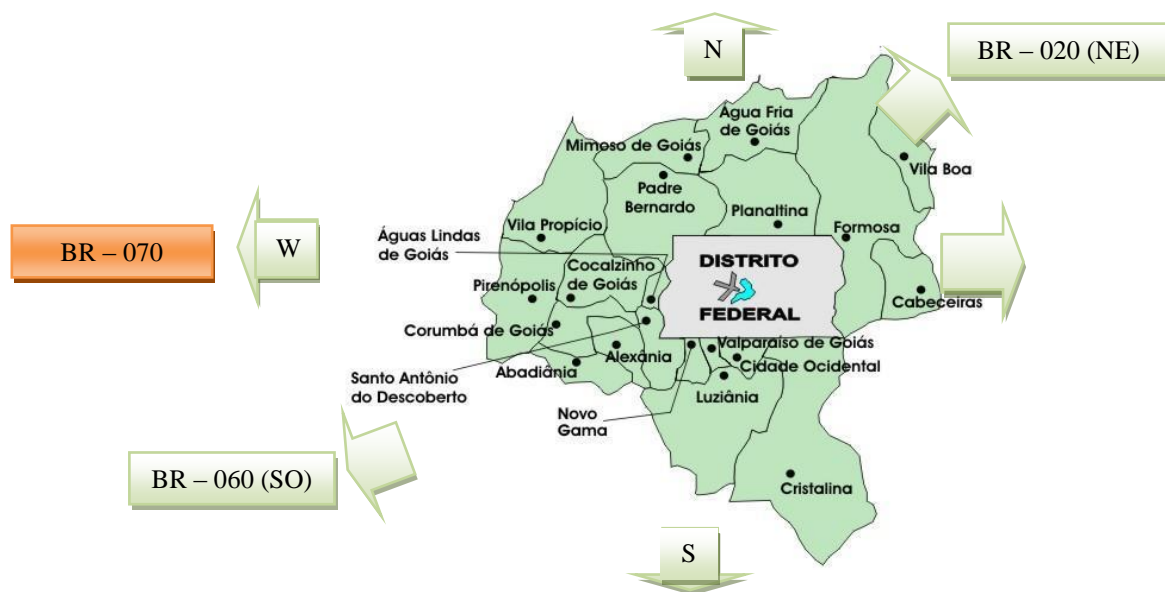 N
BR – 020 (NE)
Água Fria
de Goiás
Mimoso de Goiás
Vila Boa
Padre
Bernardo
Planaltina
Vila Propício
Formosa
Águas Lindas
de Goiás
BR – 070
W
DISTRITO
FEDERAL
Cocalzinho
de Goiás
Pirenópolis
Cabeceiras
Corumbá de Goiás
Valparaíso de Goiás
Alexânia
Cidade Ocidental
Abadiânia
Santo Antônio
do Descoberto
Luziânia
Novo
Gama
BR – 060 (SO)
Cristalina
S